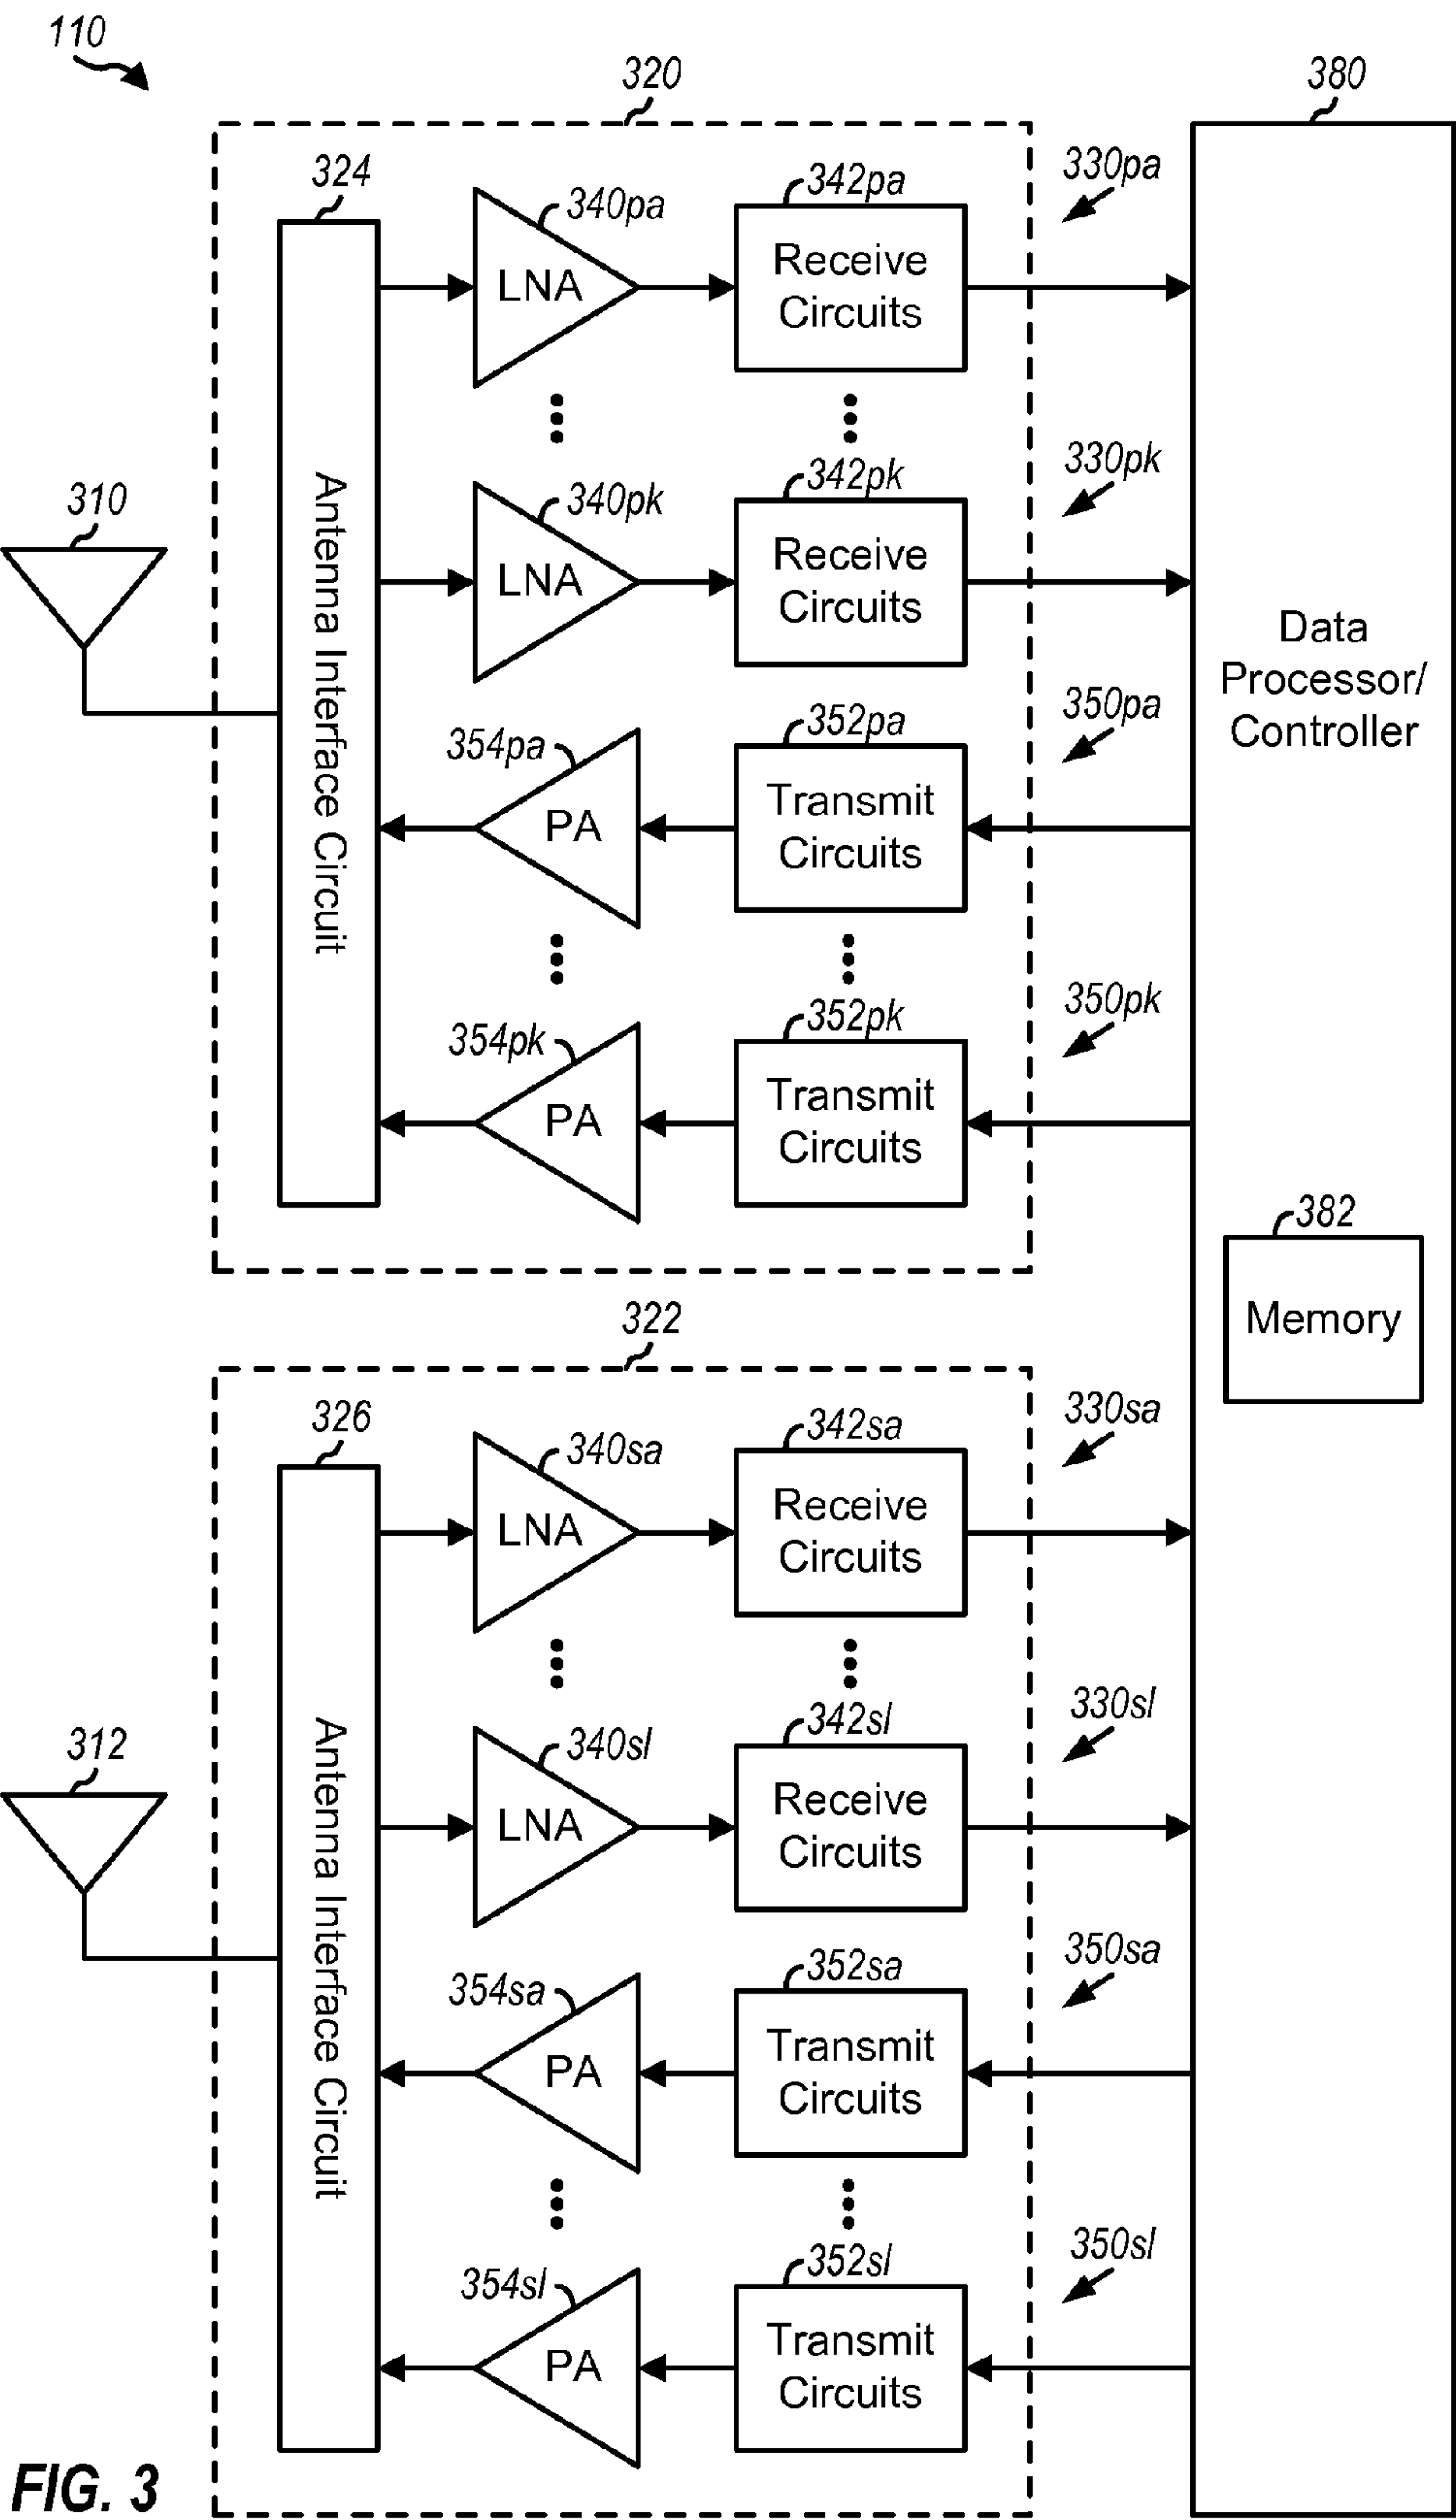 110
320
380
324
340pa
342pa
330pa
LNA
Receive
Circuits
340pk
342pk
330pk
LNA
Receive
Circuits
310
Antenna Interface Circuit
Data
Processor/
Controller
354pa
352pa
350pa
PA
Transmit
Circuits
354pk
352pk
350pk
PA
Transmit
Circuits
382
Memory
322
326
340sa
342sa
330sa
LNA
Receive
Circuits
340sl
342sl
330sl
LNA
Receive
Circuits
312
Antenna Interface Circuit
354sa
352sa
350sa
PA
Transmit
Circuits
354sl
352sl
350sl
PA
Transmit
Circuits
FIG. 3